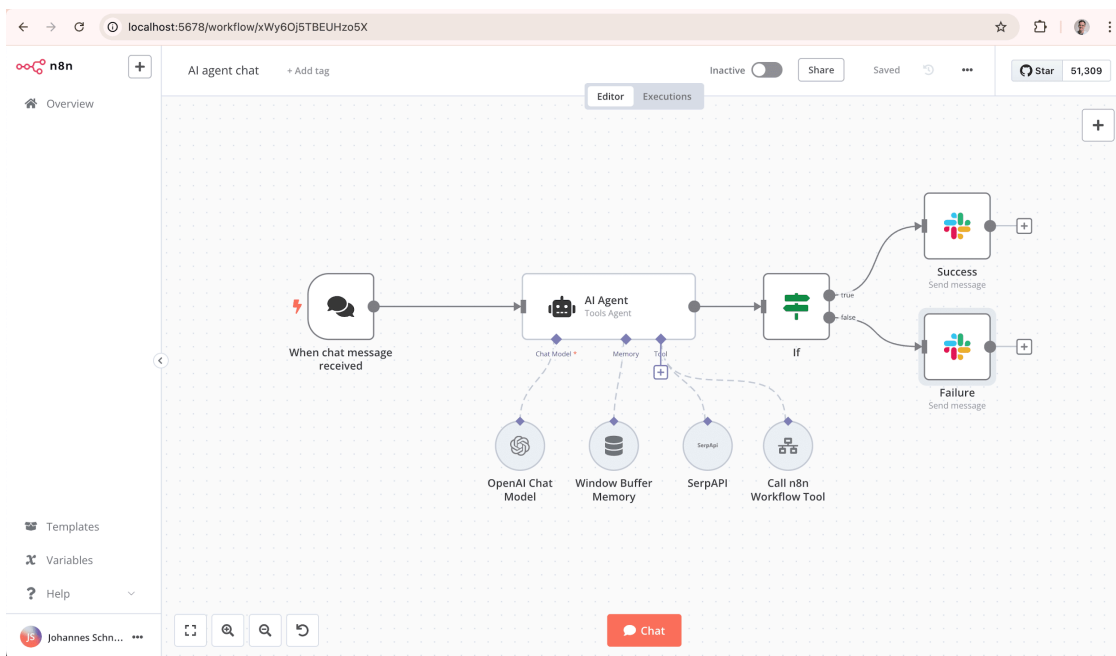 localhost:5678/workflow/xWy6Oj5TBEUHzo5X
n8n
AI agent chat
+ Add tag
Inactive
Share
Saved
Star
51,309
Overview
Editor
Executions
Success
Send message
AI Agent
Tools Agent
true
false
Chat Model *
Memory
Tool
When chat message
received
If
Failure
Send message
SerpApi
OpenAI Chat
Model
Window Buffer
Memory
SerpAPI
Call n8n
Workflow Tool
Templates
Variables
? Help
JS
Johannes Schn...
Chat